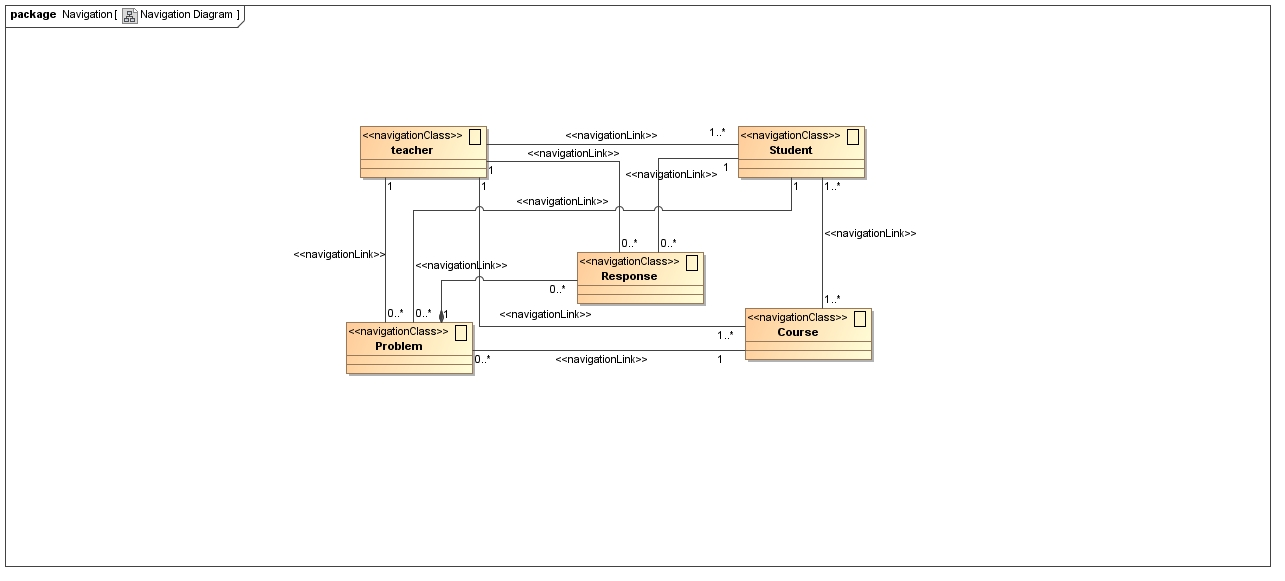 package Navigation [ Navigation Diagram ]
<<navigationClass>>
teacher
<<navigationLink>>
1..*
<<navigationClass>>
Student
<<navigationLink>>
1
<<navigationLink>>
1
1
1
1
1..*
<<navigationLink>>
<<navigationLink>>
<<navigationLink>>
0..*
0..*
<<navigationClass>>
Response
<<navigationLink>>
0..*
1..*
0..*
0..*
1
<<navigationLink>>
<<navigationClass>>
Course
<<navigationClass>>
Problem
1..*
0..*
<<navigationLink>>
1